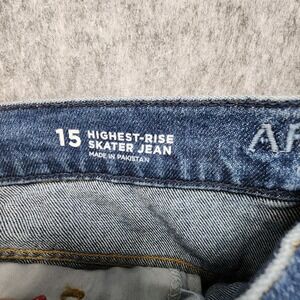 15 HIGHEST-RISE
SKATER JEAN
MADE IN PAKISTAN